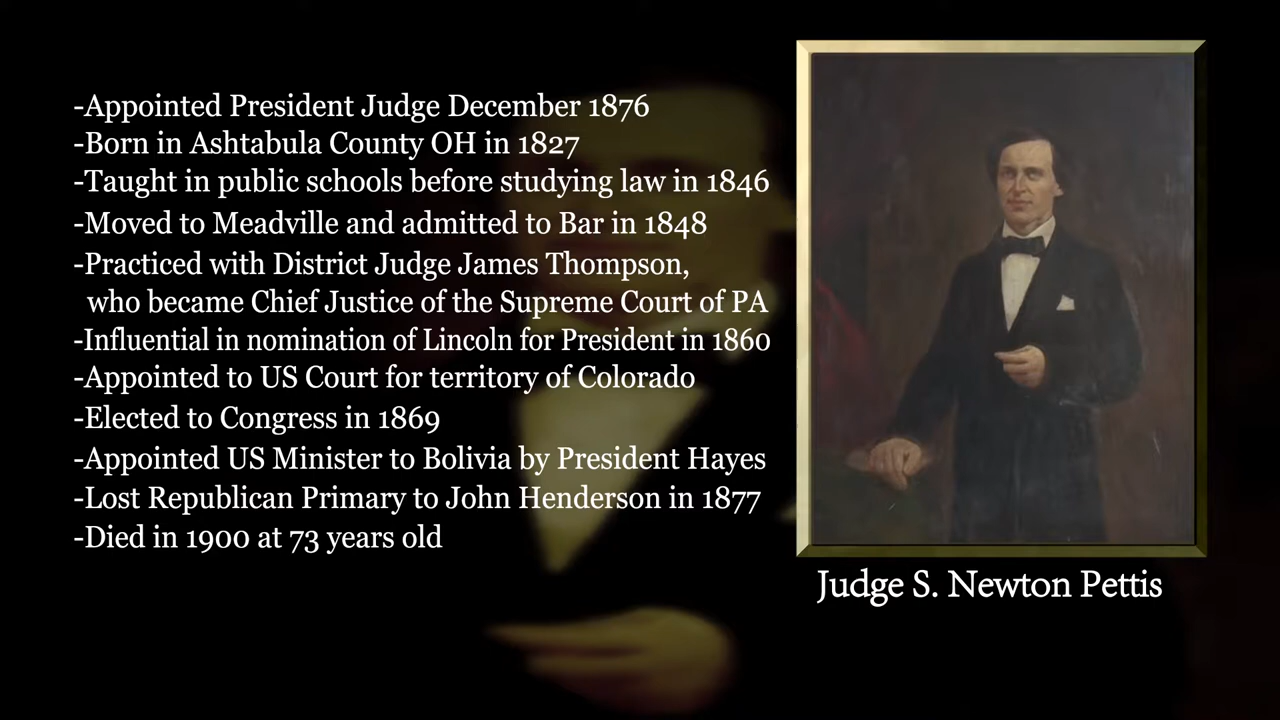 -Appointed President Judge December 1876
-Born in Ashtabula County OH in 1827
-Taught in public schools before studying law in 1846
-Moved to Meadville and admitted to Bar in 1848
-Practiced with District Judge James Thompson,
who became Chief Justice of the Supreme Court of PA
-Influential in nomination of Lincoln for President in 1860
-Appointed to US Court for territory of Colorado
-Elected to Congress in 1869
-Appointed US Minister to Bolivia by President Hayes
-Lost Republican Primary to John Henderson in 1877
-Died in 1900 at 73 years old
Judge S. Newton Pettis